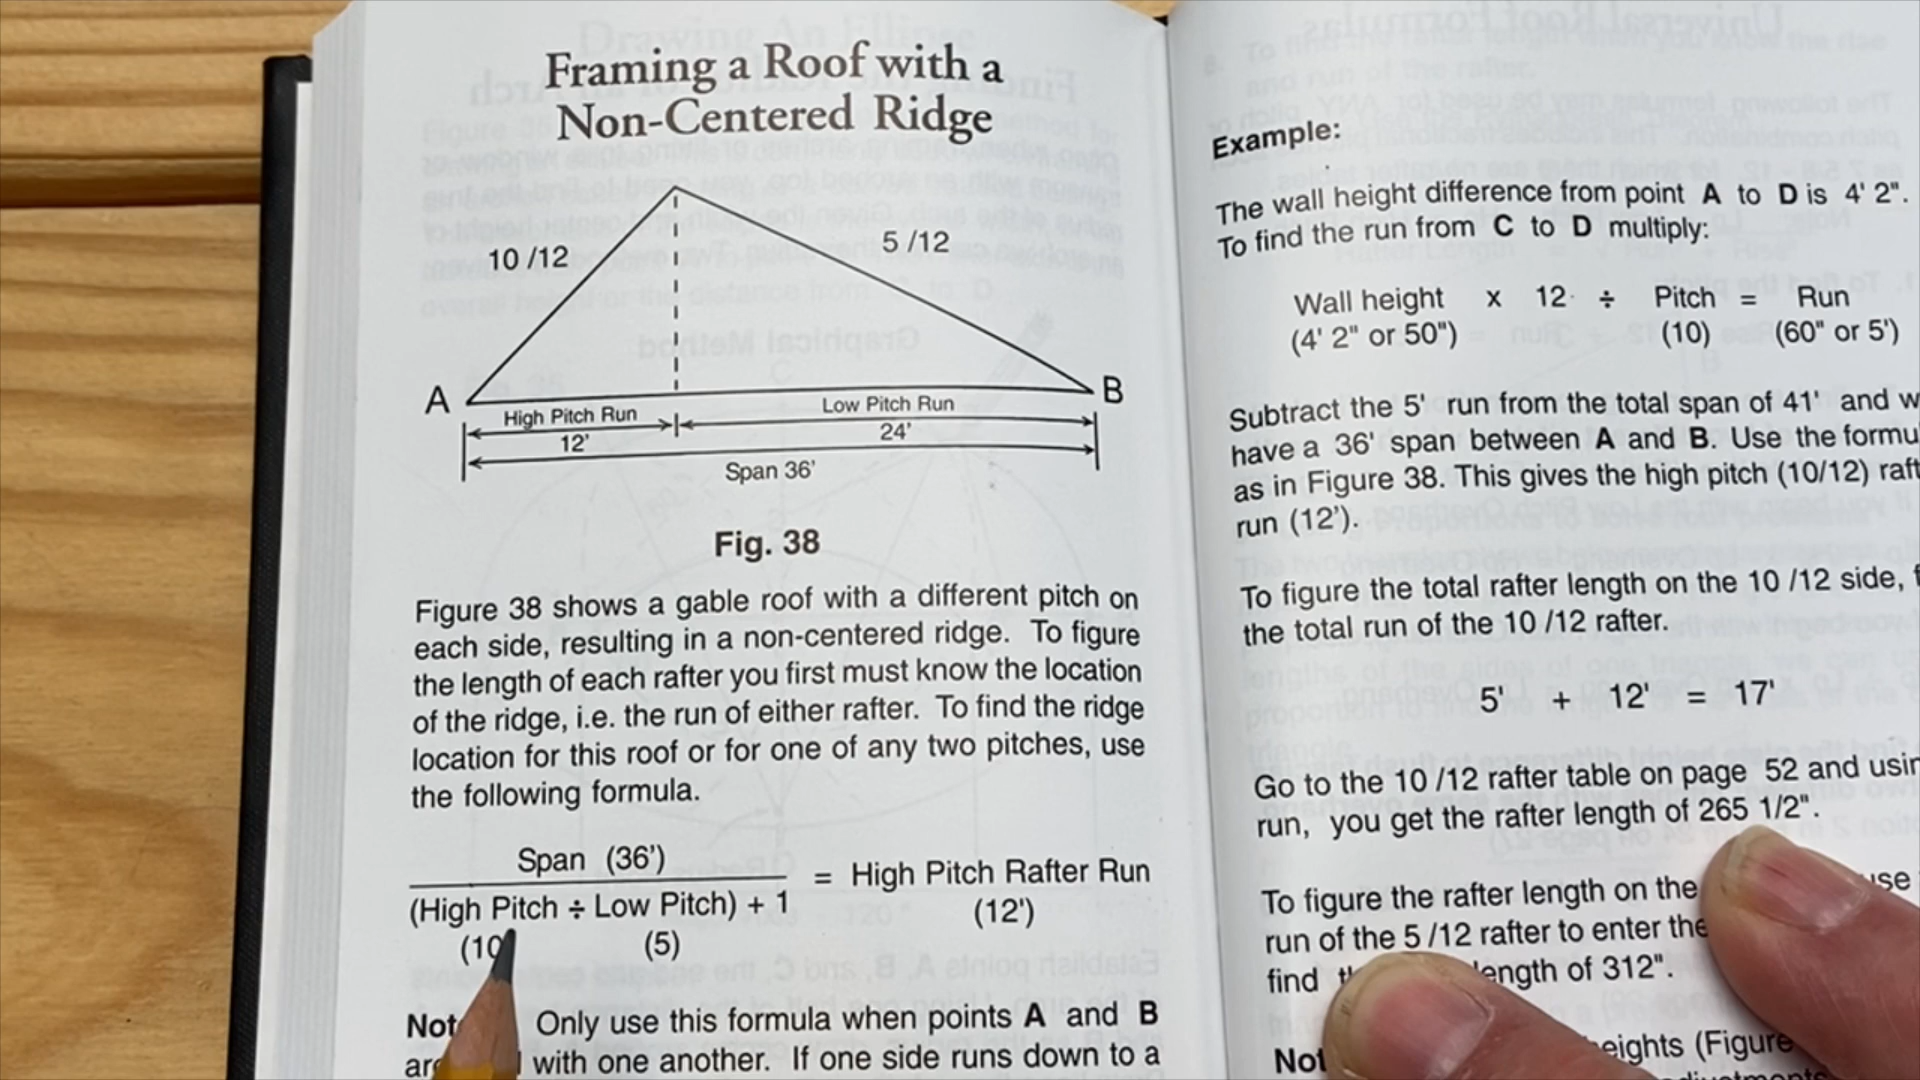 Framing a Roof with a
Non-Centered Ridge
10 /12
5 /12
A
B
High Pitch Run
Low Pitch Run
12'
24'
Span 36'
Fig. 38
Figure 38 shows a gable roof with a different pitch on
each side, resulting in a non-centered ridge. To figure
the length of each rafter you first must know the location
of the ridge, i.e. the run of either rafter. To find the ridge
location for this roof or for one of any two pitches, use
the following formula.
Span (36')
(High Pitch ÷ Low Pitch) + 1
= High Pitch Rafter Run
(10
(5)
(12')
Not Only use this formula when points A and B
are with one another. If one side runs down to a
Example:
The wall height difference from point A to D is 4' 2".
To find the run from C to D multiply:
Wall height x 12 ÷ Pitch = Run
(4' 2" or 50") (10) (60" or 5')
Subtract the 5' run from the total span of 41' and w
have a 36' span between A and B. Use the formu
as in Figure 38. This gives the high pitch (10/12) raft
run (12').
To figure the total rafter length on the 10 /12 side, f
the total run of the 10 /12 rafter.
5' + 12' = 17'
Go to the 10 /12 rafter table on page 52 and usin
run, you get the rafter length of 265 1/2".
To figure the rafter length on the use
run of the 5 /12 rafter to enter the
find length of 312".
Not eights (Figure